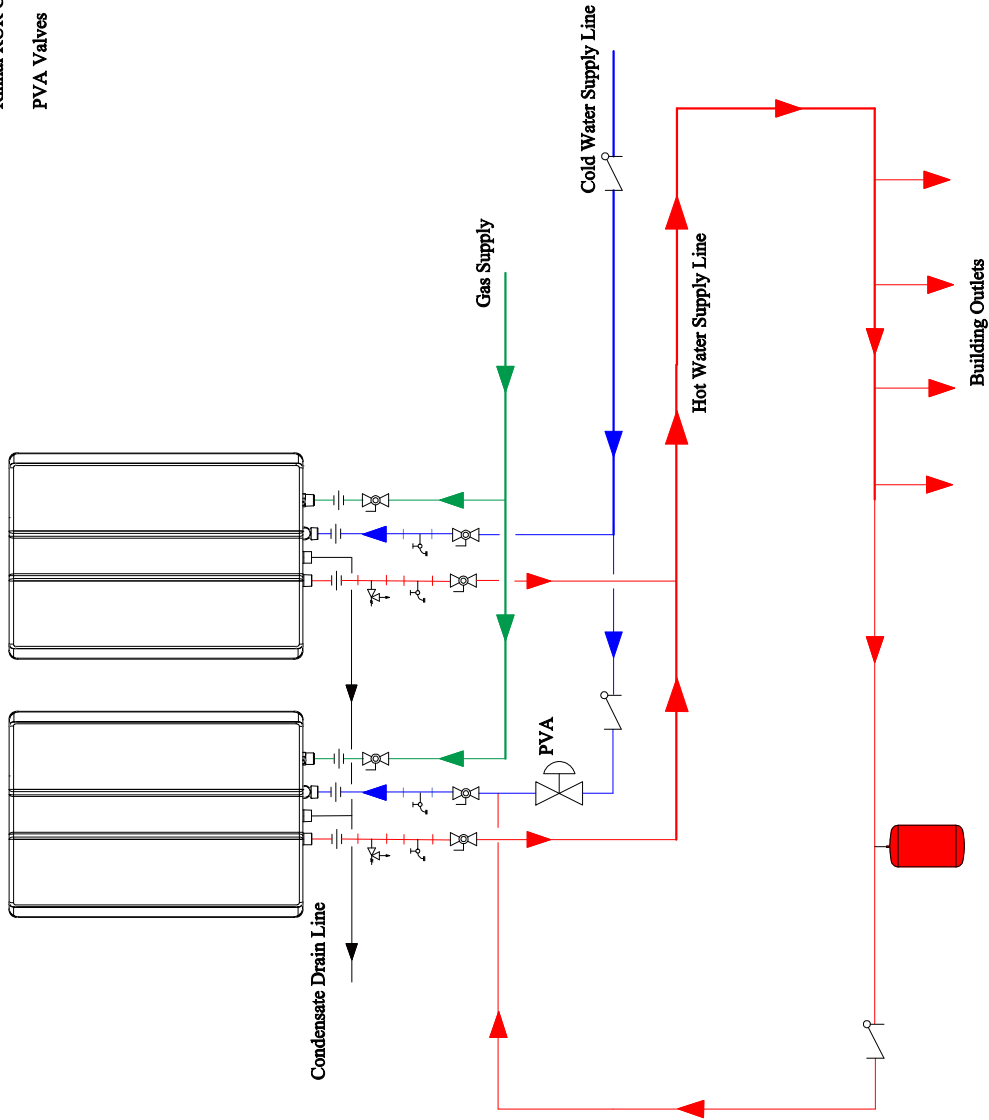 PVA Valves
Cold Water Supply Line
Gas Supply
Hot Water Supply Line
Building Outlets
PVA
Condensate Drain Line